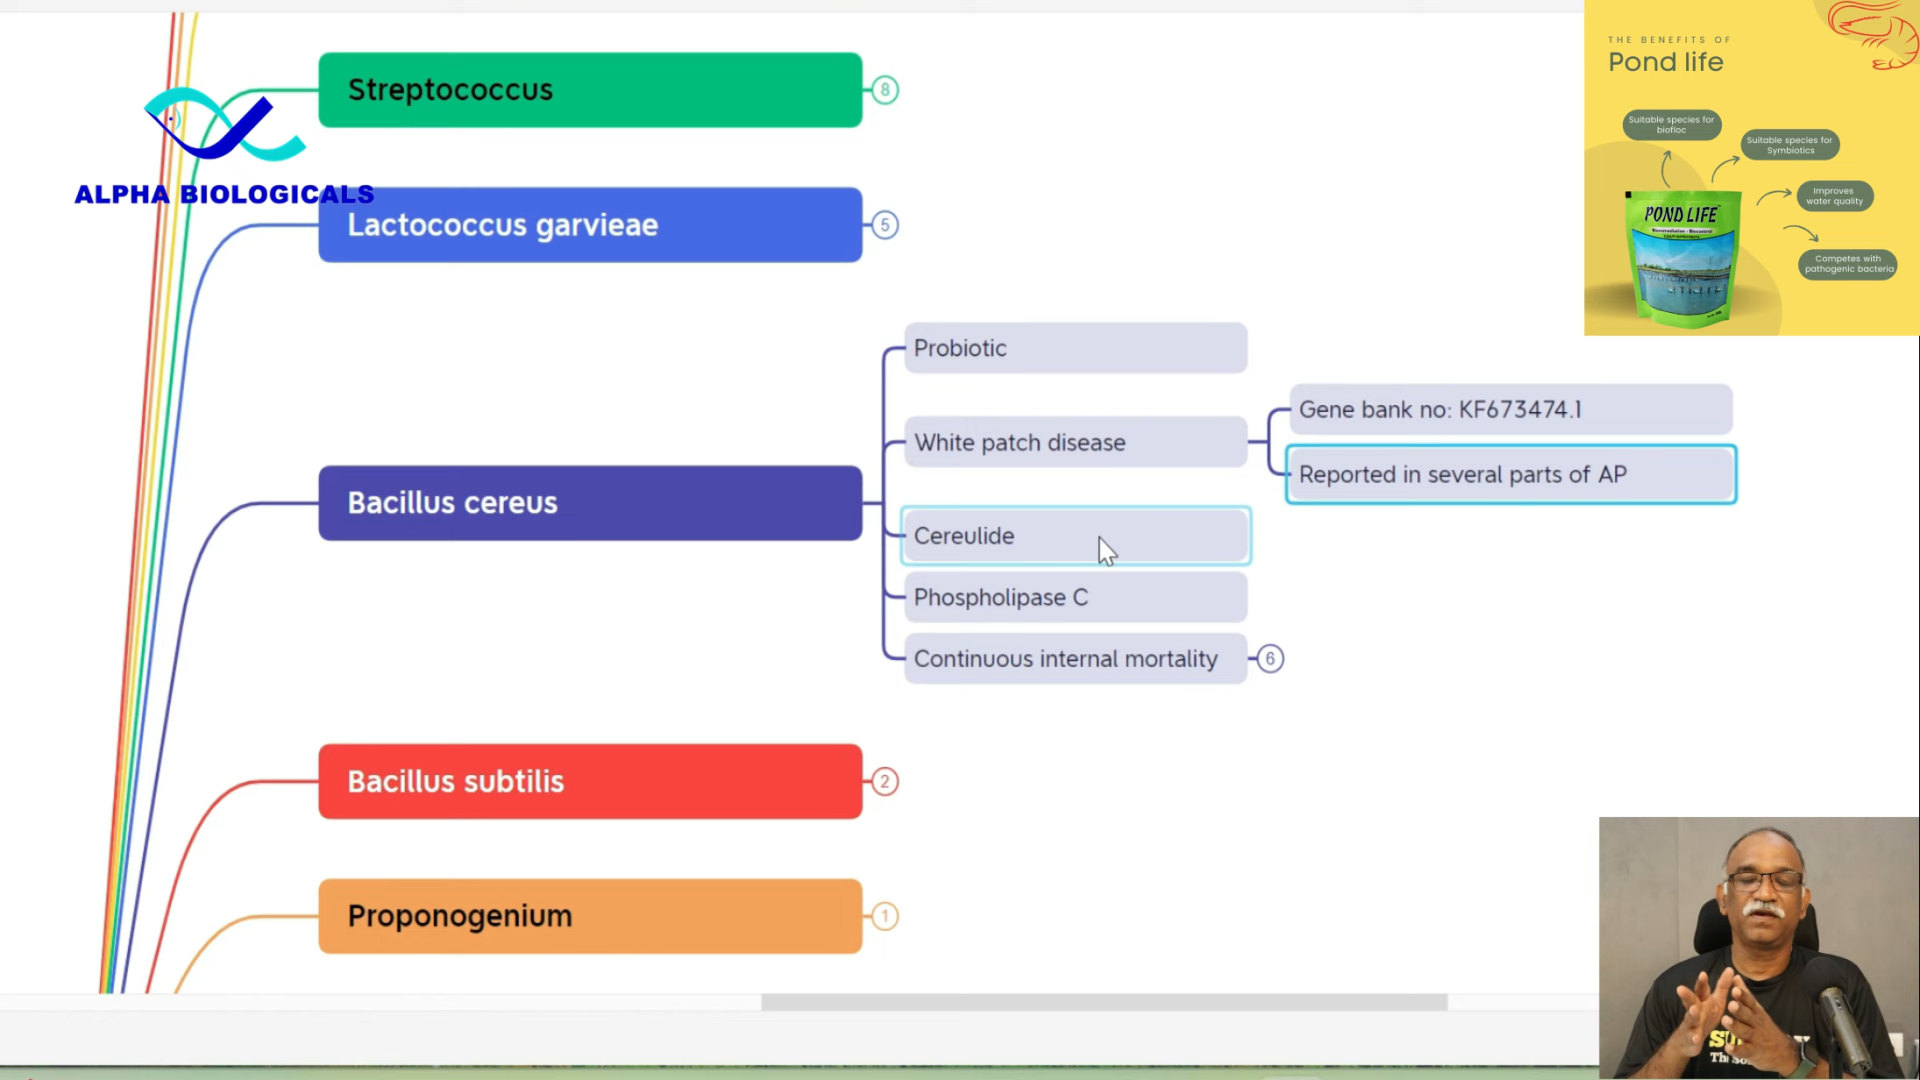 Streptococcus
8
ALPHA BIOLOGICALS
Lactococcus garvieae
5
Bacillus cereus
Probiotic
White patch disease
Gene bank no: KF673474.1
Reported in several parts of AP
Cereulide
Phospholipase C
Continuous internal mortality
6
Bacillus subtilis
2
Proponogenium
1
THE BENEFITS OF
Pond life
Suitable species for
biofloc
Suitable species for
Symbiotics
Improves
water quality
Competes with
pathogenic bacteria
POND LIFE